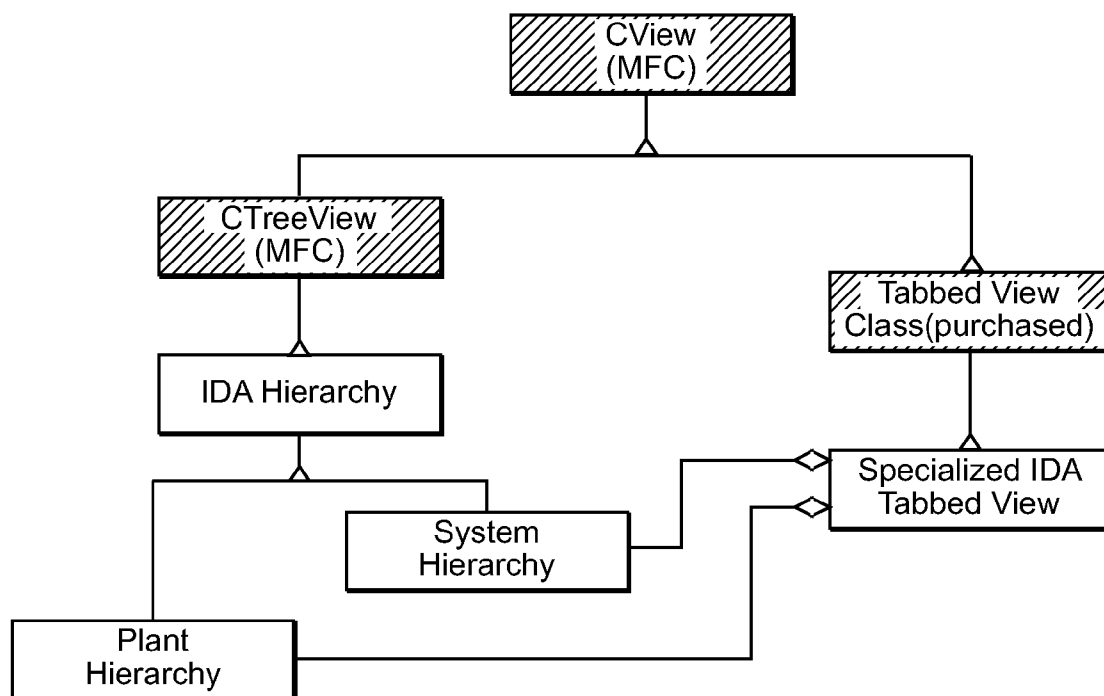 CView
(MFC)
CTreeView
(MFC)
Tabbed View
Class(purchased)
IDA Hierarchy
Specialized IDA
Tabbed View
System
Hierarchy
Plant
Hierarchy